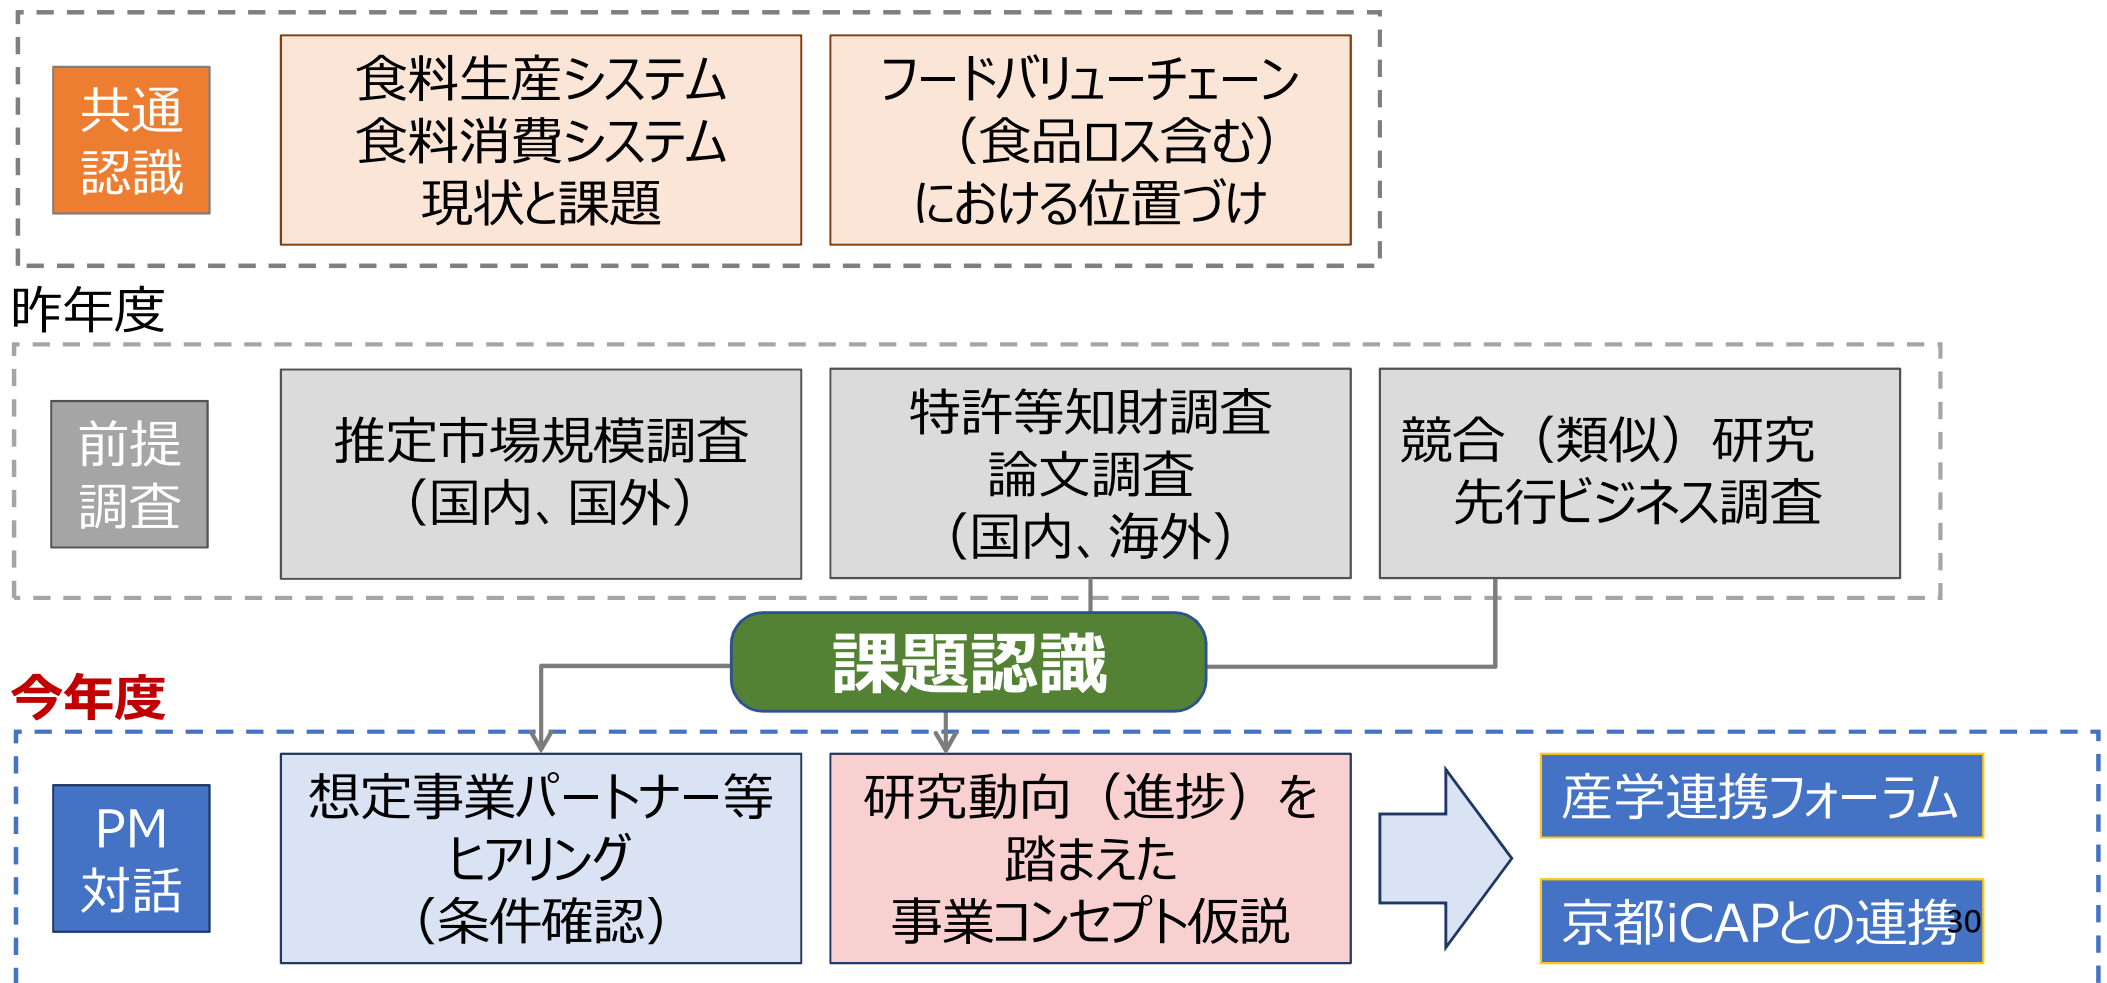 共通
認識
食料生産システム
食料消費システム
現状と課題
フードバリューチェーン
（食品ロス含む）
における位置づけ
昨年度
前提
調査
推定市場規模調査
（国内、国外）
特許等知財調査
論文調査
（国内、海外）
競合（類似）研究
先行ビジネス調査
課題認識
今年度
PM
対話
想定事業パートナー等
ヒアリング
（条件確認）
研究動向（進捗）を
踏まえた
事業コンセプト仮説
産学連携フォーラム
京都iCAPとの連携
30